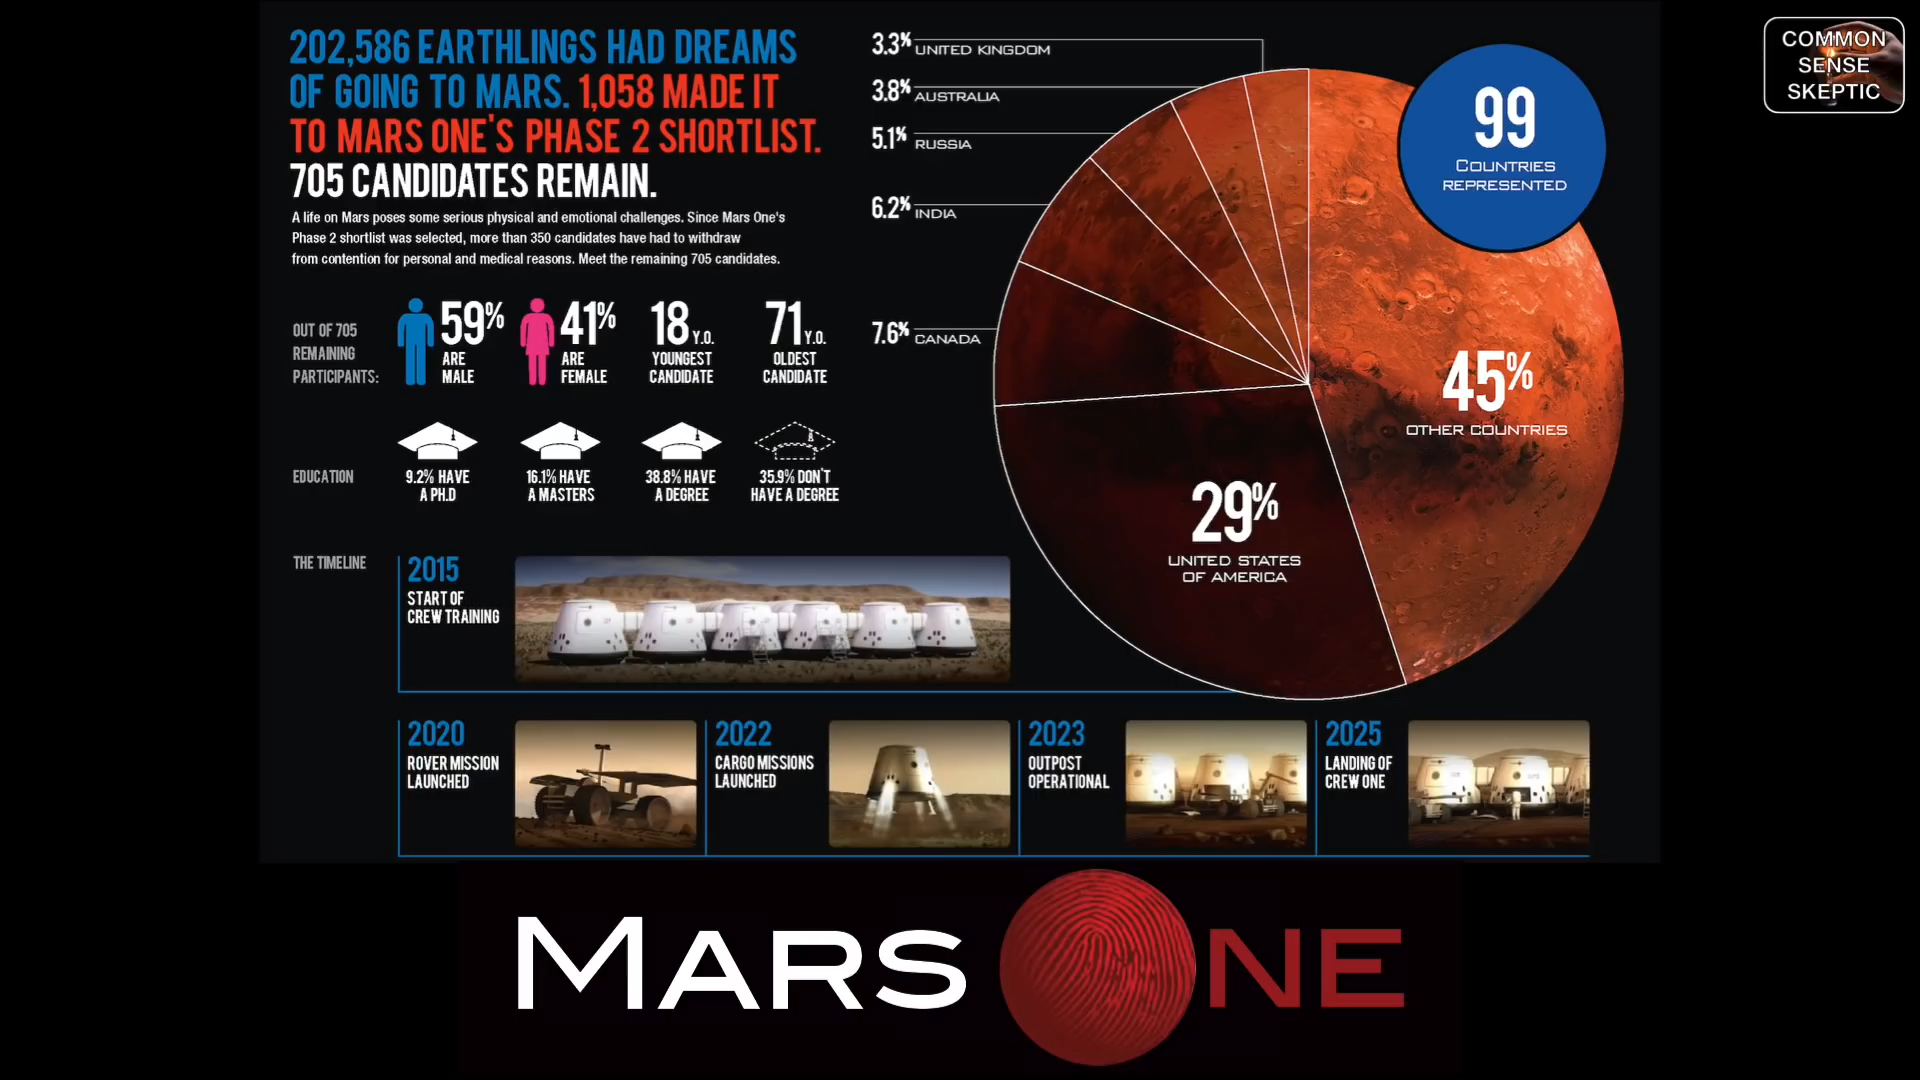 202,586 EARTHLINGS HAD DREAMS
OF GOING TO MARS. 1,058 MADE IT
TO MARS ONE'S PHASE 2 SHORTLIST.
705 CANDIDATES REMAIN.
A life on Mars poses some serious physical and emotional challenges. Since Mars One's
Phase 2 shortlist was selected, more than 350 candidates have had to withdraw
from contention for personal and medical reasons. Meet the remaining 705 candidates.
OUT OF 705
REMAINING
PARTICIPANTS:
59%
ARE
MALE
41%
ARE
FEMALE
18 Y.O.
YOUNGEST
CANDIDATE
71 Y.O.
OLDEST
CANDIDATE
EDUCATION
9.2% HAVE
A PH.D
16.1% HAVE
A MASTERS
38.8% HAVE
A DEGREE
35.9% DON'T
HAVE A DEGREE
3.3% UNITED KINGDOM
3.8% AUSTRALIA
5.1% RUSSIA
6.2% INDIA
7.6% CANADA
99
COUNTRIES
REPRESENTED
45%
OTHER COUNTRIES
29%
UNITED STATES
OF AMERICA
THE TIMELINE
2015
START OF
CREW TRAINING
2020
ROVER MISSION
LAUNCHED
2022
CARGO MISSIONS
LAUNCHED
2023
OUTPOST
OPERATIONAL
2025
LANDING OF
CREW ONE
MARS ONE
COMMON
SENSE
SKEPTIC